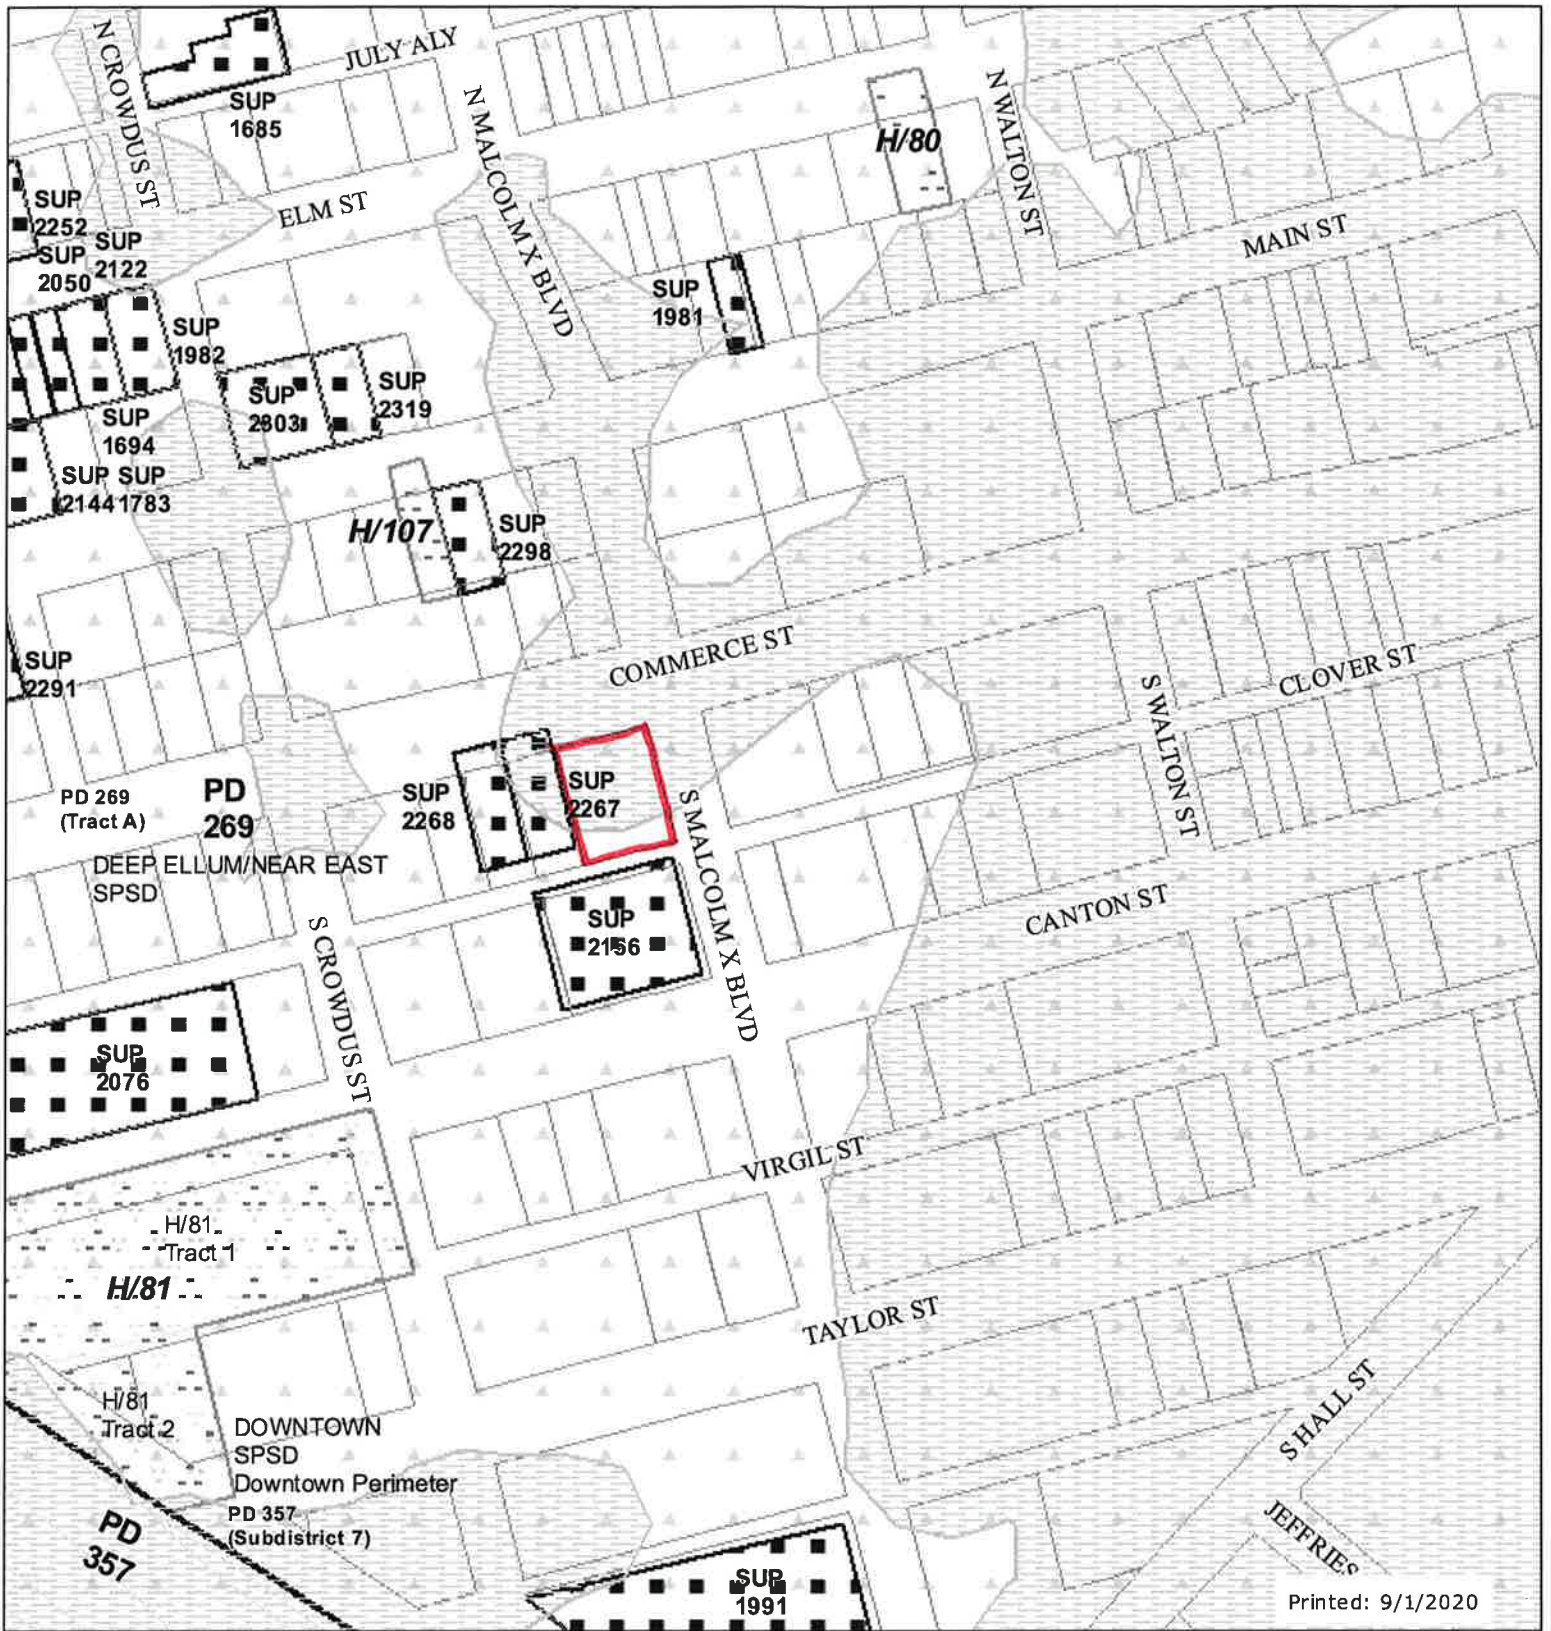 N CROWDUS ST
JULY ALY
SUP
1685
N MALCOLM X BLVD
N WALTON ST
H/80
SUP
2252
ELM ST
SUP
2122
SUP
2050
MAIN ST
SUP
1981
SUP
1982
SUP
2303
SUP
2319
SUP
1694
SUP SUP
2144 1783
H/107
SUP
2298
COMMERCE ST
SUP
2291
CLOVER ST
S WALTON ST
PD 269
(Tract A)
PD
269
SUP
2268
SUP
2267
S MALCOLM X BLVD
DEEP ELLUM/NEAR EAST
SPSD
SUP
2156
CANTON ST
S CROWDUS ST
SUP
2076
VIRGIL ST
H/81
Tract 1
H/81
TAYLOR ST
H/81
Tract 2
DOWNTOWN
SPSD
Downtown Perimeter
PD 357
(Subdistrict 7)
PD
357
S HALL ST
JEFFRIES
SUP
1991
Printed: 9/1/2020